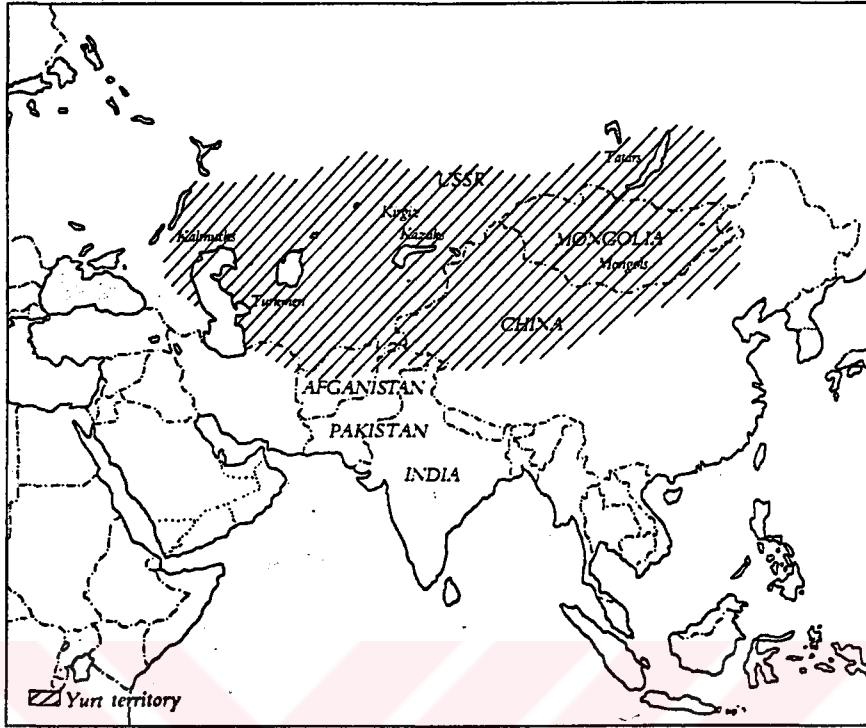 Tatars
USSR
Kirgiz
Kalmuks
Kazaks
MONGOLIA
Mongols
Turkmen
CHINA
AFGANISTAN
PAKISTAN
INDIA
Yurt territory